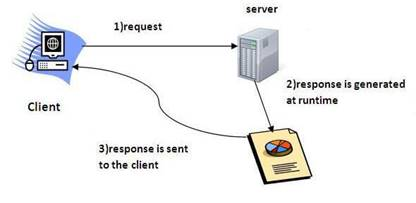 server
1)request
2)response is generated
at runtime
Client
3)response is sent
to the client